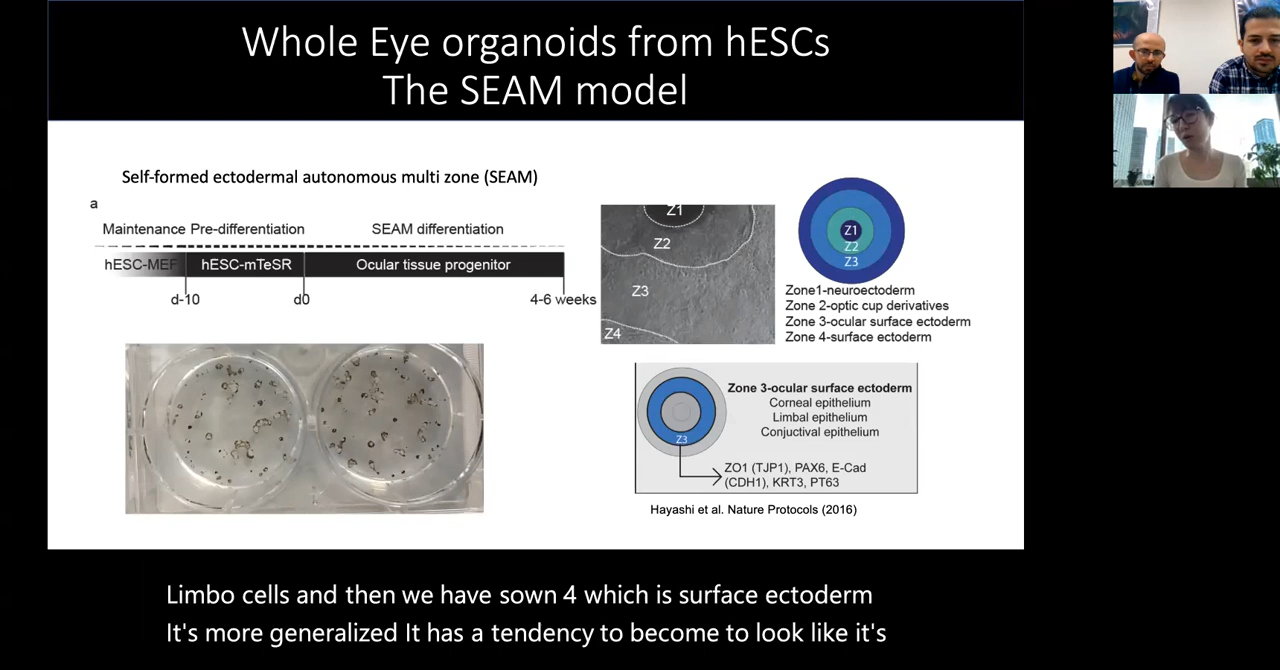 Whole Eye organoids from hESCs
The SEAM model
Self-formed ectodermal autonomous multi zone (SEAM)
a
Maintenance Pre-differentiation SEAM differentiation
hESC-MEF hESC-mTeSR Ocular tissue progenitor
d-10 d0 4-6 weeks
Z1
Z2
Z3
Z4
Z1
Z2
Z3
Zone1-neuroectoderm
Zone 2-optic cup derivatives
Zone 3-ocular surface ectoderm
Zone 4-surface ectoderm
Zone 3-ocular surface ectoderm
Corneal epithelium
Limbal epithelium
Conjuctival epithelium
Z3
ZO1 (TJP1), PAX6, E-Cad
(CDH1), KRT3, PT63
Hayashi et al. Nature Protocols (2016)
Limbo cells and then we have sown 4 which is surface ectoderm
It's more generalized It has a tendency to become to look like it's